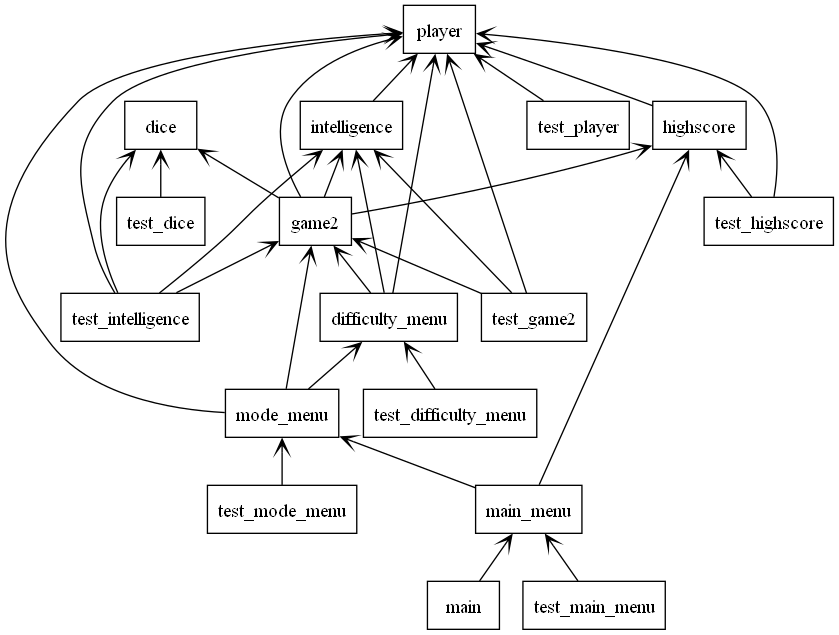 player
dice
intelligence
test_player
highscore
test_dice
game2
test_highscore
test_intelligence
difficulty_menu
test_game2
mode_menu
test_difficulty_menu
test_mode_menu
main_menu
main
test_main_menu